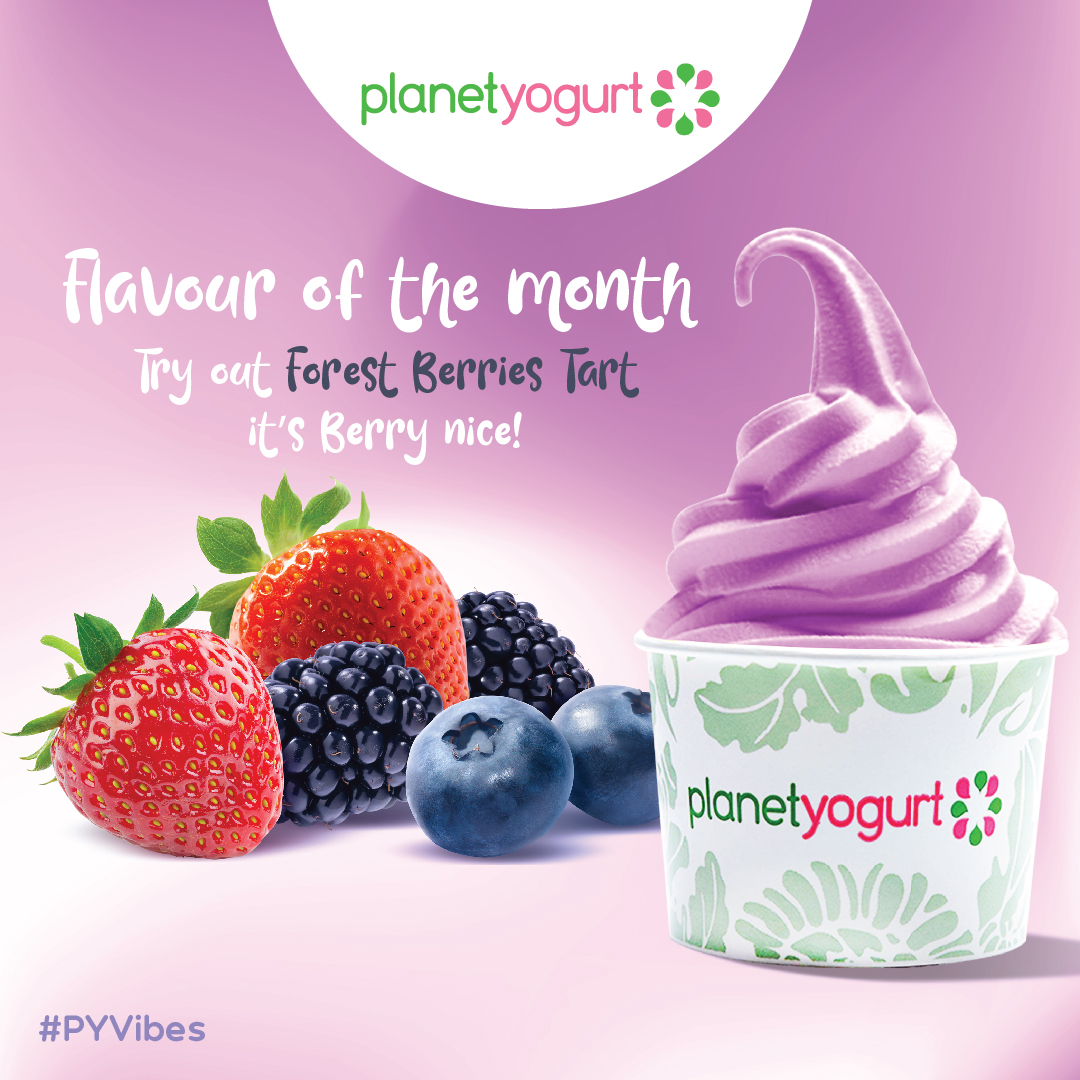 planetyogurt
Flavour of the month
Try out Forest Berries Tart
it's Berry nice!
planetyogurt
#PYVibes